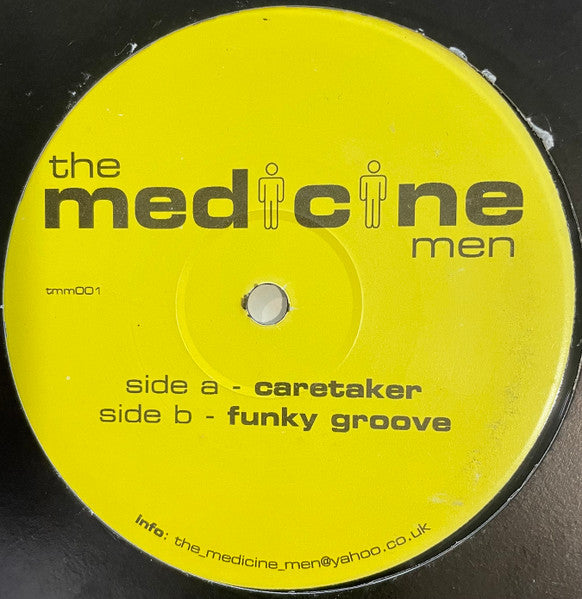 the
medicine
men
tmm001
side a - caretaker
side b - funky groove
Info: the_medicine_men@yahoo.co.uk